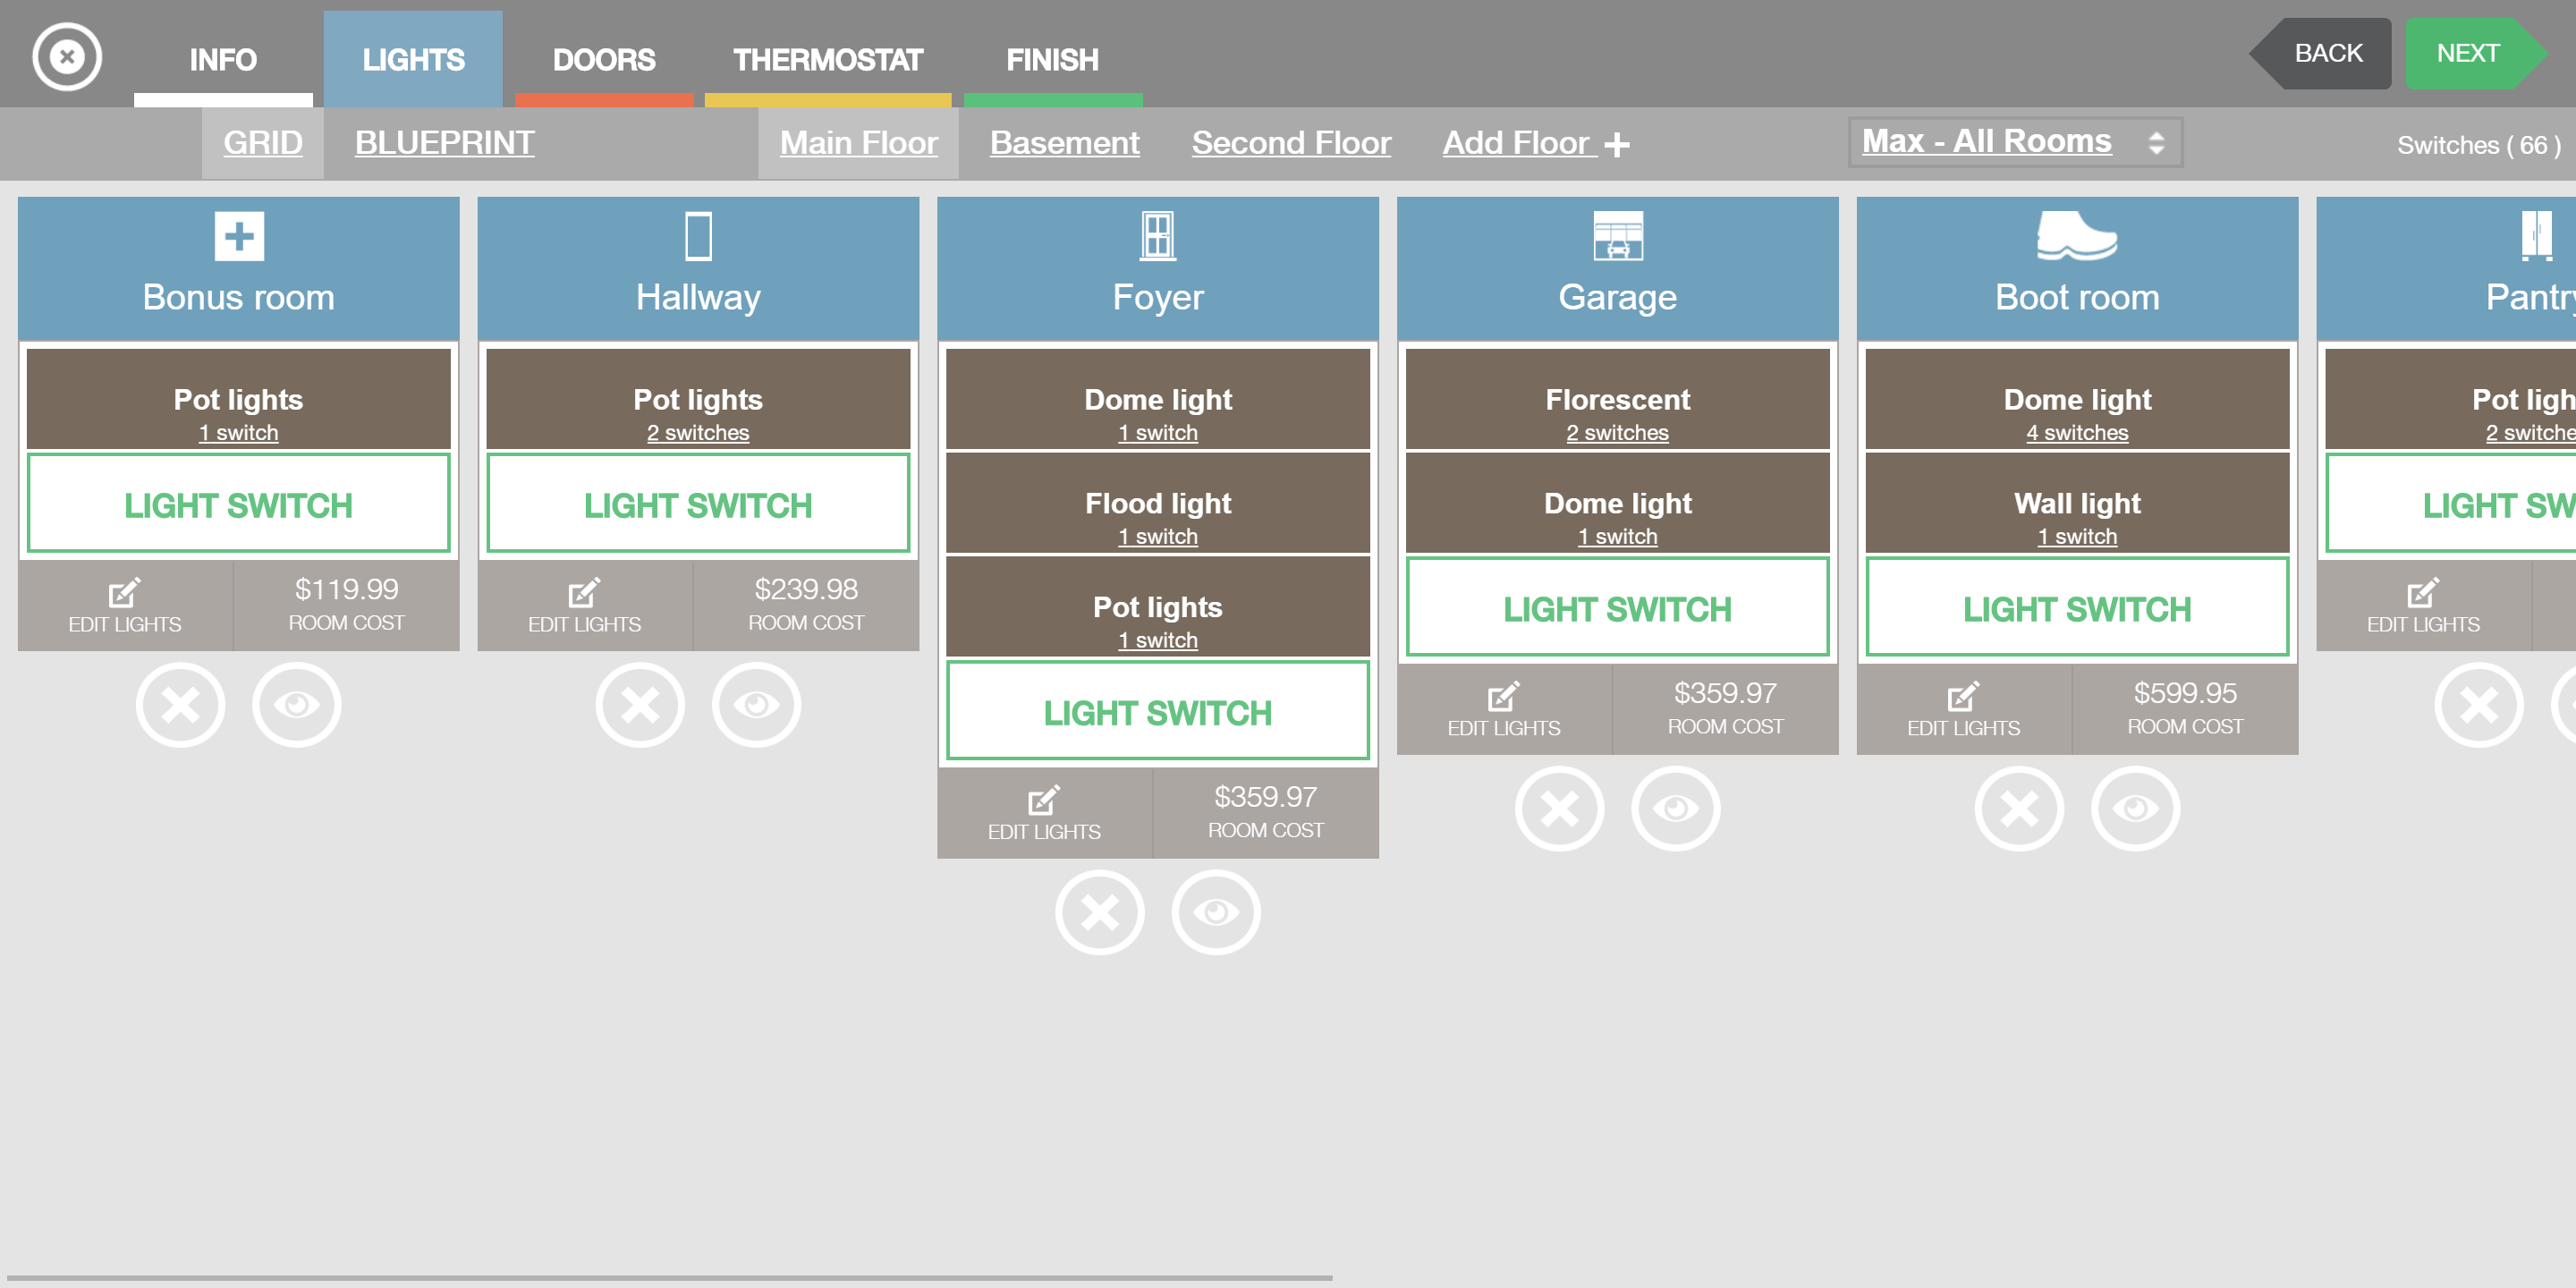 INFO
LIGHTS
DOORS
THERMOSTAT
FINISH
BACK
NEXT
GRID
BLUEPRINT
Main Floor
Basement
Second Floor
Add Floor +
Max - All Rooms
Switches ( 66 )
Bonus room
Pot lights
1 switch
LIGHT SWITCH
EDIT LIGHTS
$119.99
ROOM COST
Hallway
Pot lights
2 switches
LIGHT SWITCH
EDIT LIGHTS
$239.98
ROOM COST
Foyer
Dome light
1 switch
Flood light
1 switch
Pot lights
1 switch
LIGHT SWITCH
EDIT LIGHTS
$359.97
ROOM COST
Garage
Florescent
2 switches
Dome light
1 switch
LIGHT SWITCH
EDIT LIGHTS
$359.97
ROOM COST
Boot room
Dome light
4 switches
Wall light
1 switch
LIGHT SWITCH
EDIT LIGHTS
$599.95
ROOM COST
Pantry
Pot ligh
2 switche
LIGHT SW
EDIT LIGHTS